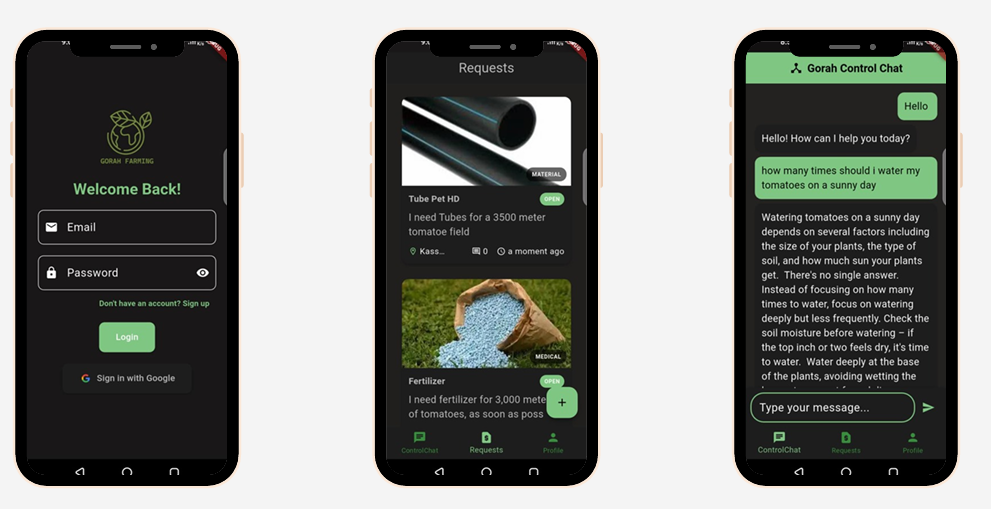 GORAH FARMING
Welcome Back!
Email
Password
Don't have an account? Sign up
Login
Sign in with Google
Requests
MATERIAL
Tube Pet HD
OPEN
I need Tubes for a 3500 meter
tomatoe field
Kass...
0
a moment ago
MEDICAL
Fertilizer
OPEN
I need fertilizer for 3,000 mete
of tomatoes, as soon as poss
+
ControlChat
Requests
Profile
Gorah Control Chat
Hello
Hello! How can I help you today?
how many times should i water my
tomatoes on a sunny day
Watering tomatoes on a sunny day
depends on several factors including
the size of your plants, the type of
soil, and how much sun your plants
get. There's no single answer.
Instead of focusing on how many
times to water, focus on watering
deeply but less frequently. Check the
soil moisture before watering – if
the top inch or two feels dry, it's time
to water. Water deeply at the base
of the plants, avoiding wetting the
Type your message...
ControlChat
Requests
Profile